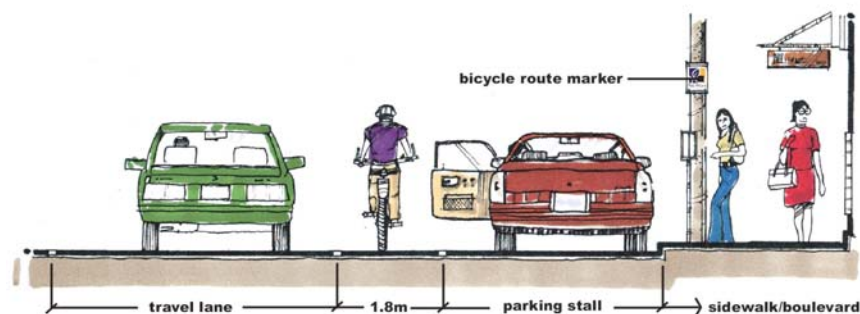 bicycle route marker
travel lane
1.8m
parking stall
sidewalk/boulevard